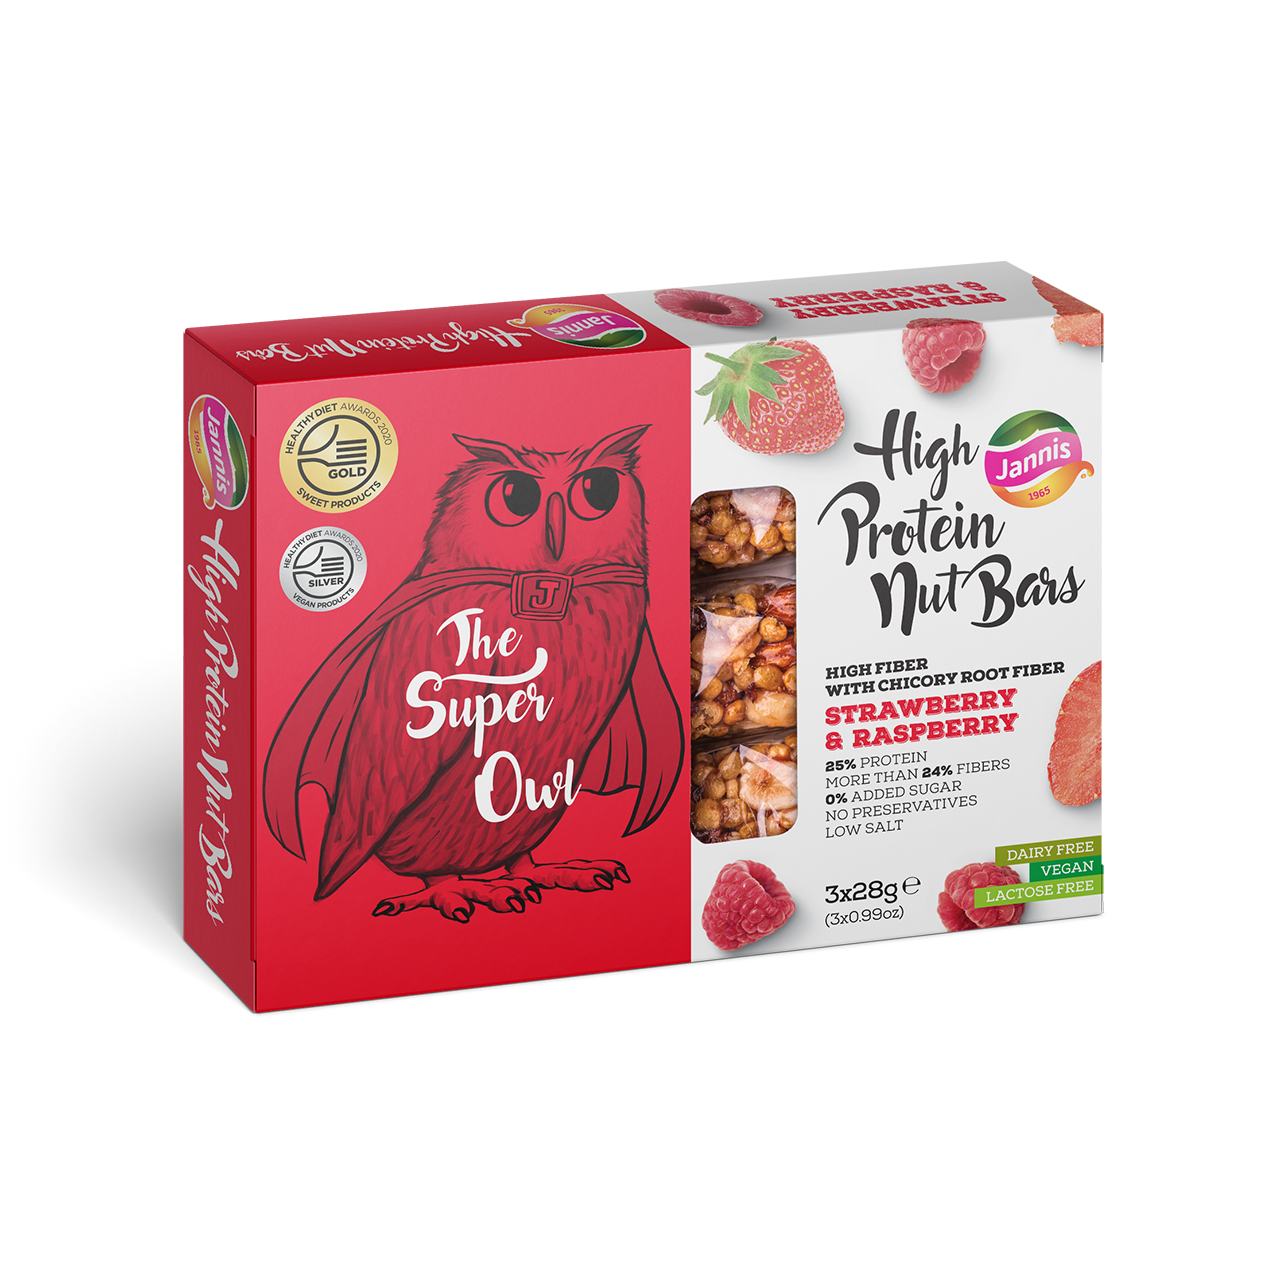 High Protein Nut Bars
Jannis
1965
STRAWBERRY
& RASPBERRY
Jannis
1965
High Protein Nut Bars
HEALTHY DIET AWARDS 2020
GOLD
SWEET PRODUCTS
HEALTHY DIET AWARDS 2020
SILVER
VEGAN PRODUCTS
J
The
Super
Owl
High
Protein
Nut Bars
Jannis
1965
HIGH FIBER
WITH CHICORY ROOT FIBER
STRAWBERRY
& RASPBERRY
25% PROTEIN
MORE THAN 24% FIBERS
0% ADDED SUGAR
NO PRESERVATIVES
LOW SALT
3x28g ℮
(3x0.99oz)
DAIRY FREE
VEGAN
LACTOSE FREE